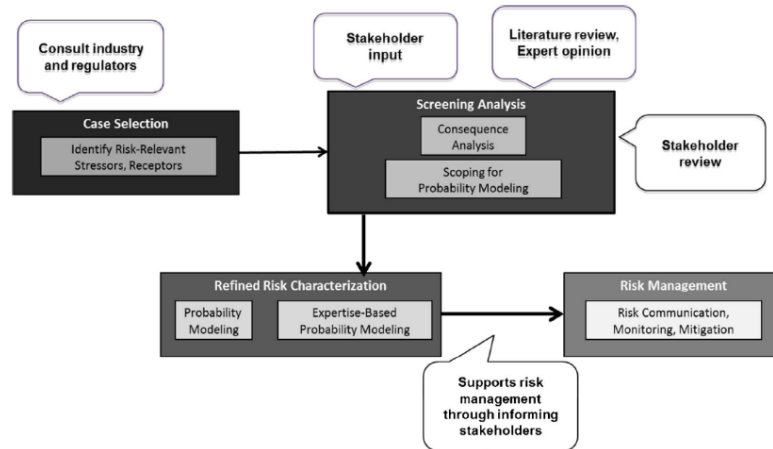 Consult industry
and regulators
Stakeholder
input
Literature review,
Expert opinion
Case Selection
Identify Risk-Relevant
Stressors, Receptors
Screening Analysis
Consequence
Analysis
Scoping for
Probability Modeling
Stakeholder
review
Refined Risk Characterization
Probability
Modeling
Expertise-Based
Probability Modeling
Risk Management
Risk Communication,
Monitoring, Mitigation
Supports risk
management
through informing
stakeholders